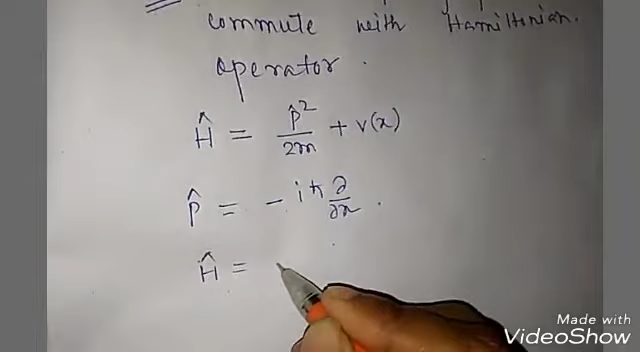 commute with Hamiltonian.
operator.
Ĥ = P̂²/2m + v(x)
P̂ = -iħ ∂/∂x.
Ĥ =
Made with
VideoShow